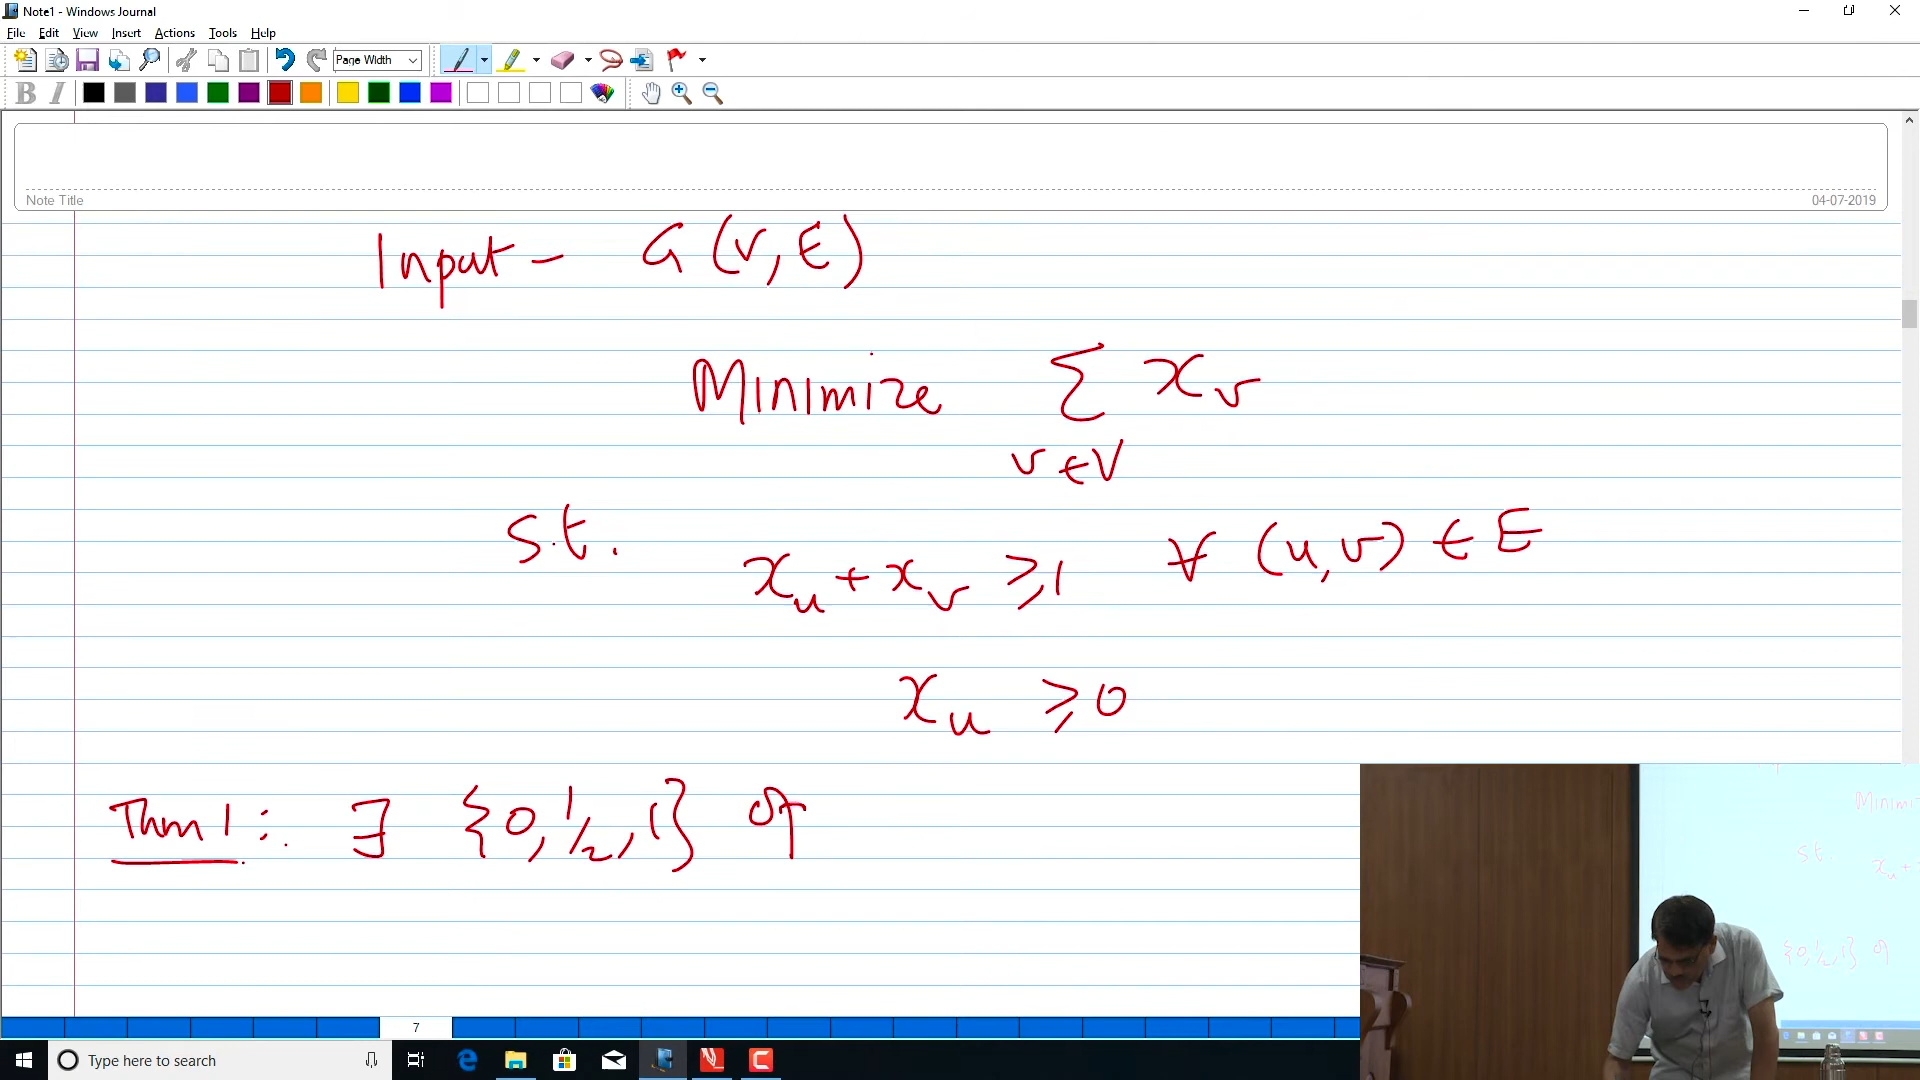 Note1 - Windows Journal
File Edit View Insert Actions Tools Help
Page Width
B I
Note Title
04-07-2019
Input - G (V, E)
Minimize ∑ x_v
v ∈ V
s.t.
x_u + x_v ≥ 1 ∀ (u, v) ∈ E
x_u ≥ 0
Thm 1 : ∃ {0, 1/2, 1} op
7
Type here to search